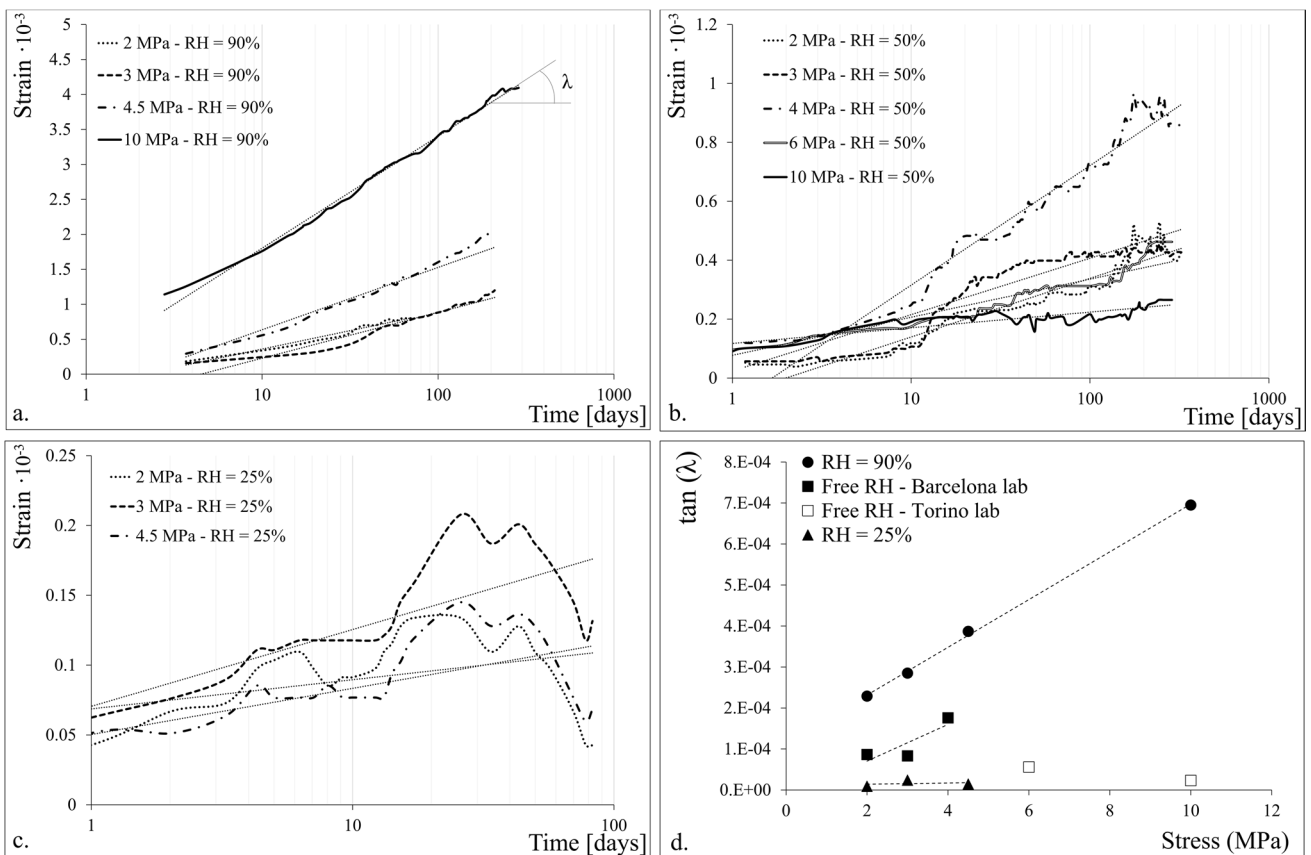 Strain ·10⁻³
5
4.5
4
3.5
3
2.5
2
1.5
1
0.5
0
2 MPa - RH = 90%
3 MPa - RH = 90%
4.5 MPa - RH = 90%
10 MPa - RH = 90%
λ
1
10
100
1000
a.
Time [days]
Strain ·10⁻³
1.2
1
0.8
0.6
0.4
0.2
0
2 MPa - RH = 50%
3 MPa - RH = 50%
4 MPa - RH = 50%
6 MPa - RH = 50%
10 MPa - RH = 50%
1
10
100
1000
b.
Time [days]
Strain ·10⁻³
0.25
0.2
0.15
0.1
0.05
0
2 MPa - RH = 25%
3 MPa - RH = 25%
4.5 MPa - RH = 25%
1
10
100
c.
Time [days]
tan (λ)
8.E-04
7.E-04
6.E-04
5.E-04
4.E-04
3.E-04
2.E-04
1.E-04
0.E+00
RH = 90%
Free RH - Barcelona lab
Free RH - Torino lab
RH = 25%
0
2
4
6
8
10
12
d.
Stress (MPa)